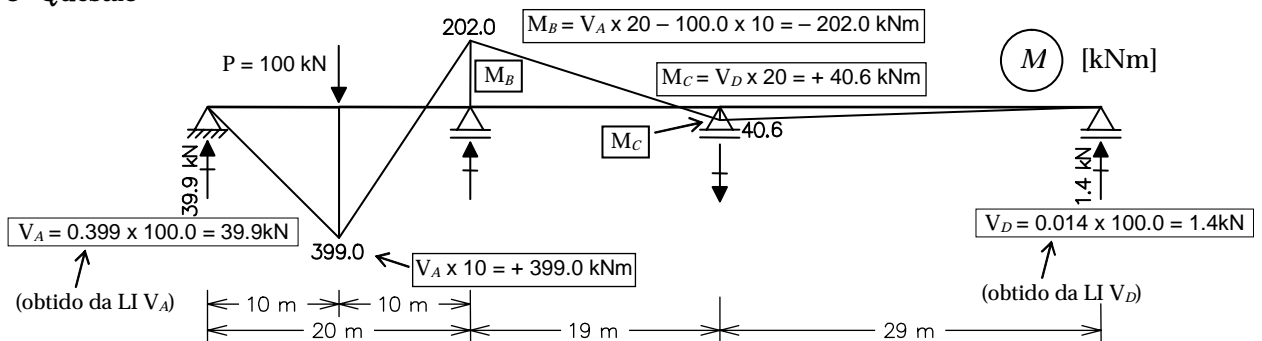 202.0
M_B = V_A x 20 – 100.0 x 10 = – 202.0 kNm
P = 100 kN
M_B
M_C = V_D x 20 = + 40.6 kNm
M [kNm]
M_C
40.6
39.9 kN
1.4 kN
V_A = 0.399 x 100.0 = 39.9kN
399.0
V_A x 10 = + 399.0 kNm
V_D = 0.014 x 100.0 = 1.4kN
(obtido da LI V_A)
(obtido da LI V_D)
10 m
10 m
20 m
19 m
29 m